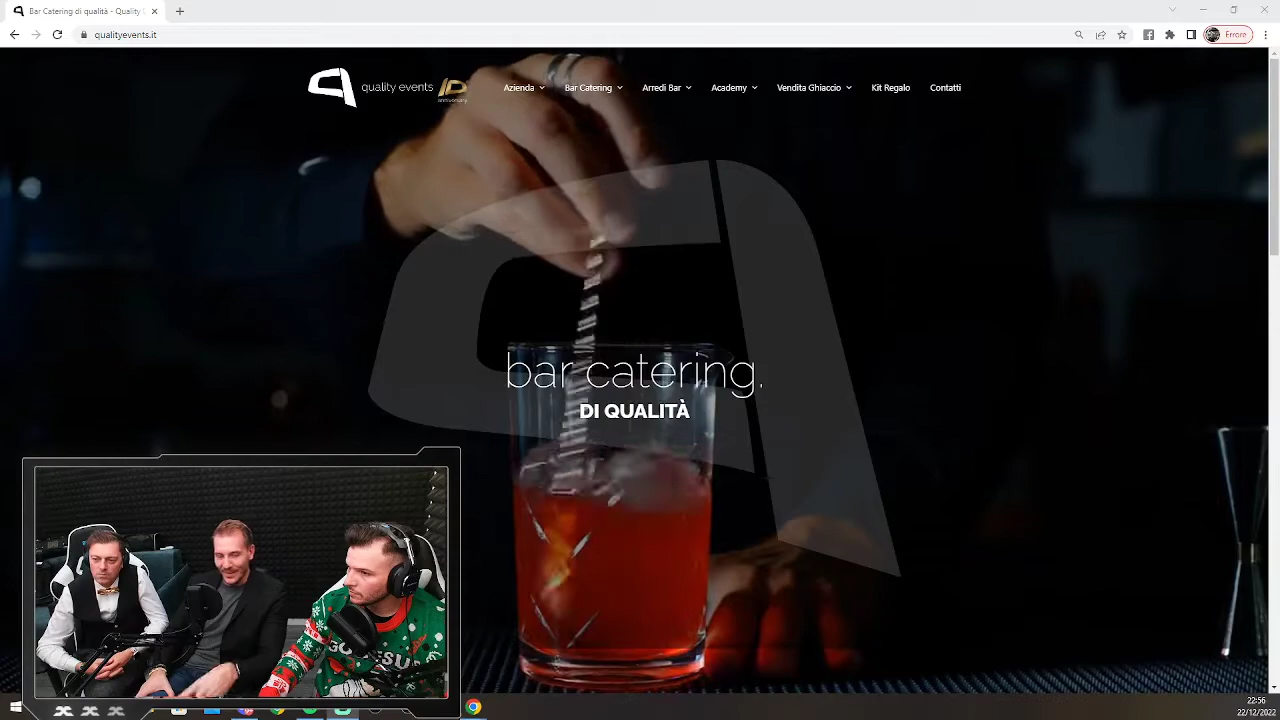 Bar Catering di qualità - Quality
qualityevents.it
Errore
quality events
anniversary
Azienda
Bar Catering
Arredi Bar
Academy
Vendita Ghiaccio
Kit Regalo
Contatti
bar catering.
DI QUALITÀ
22:56
22/12/2022